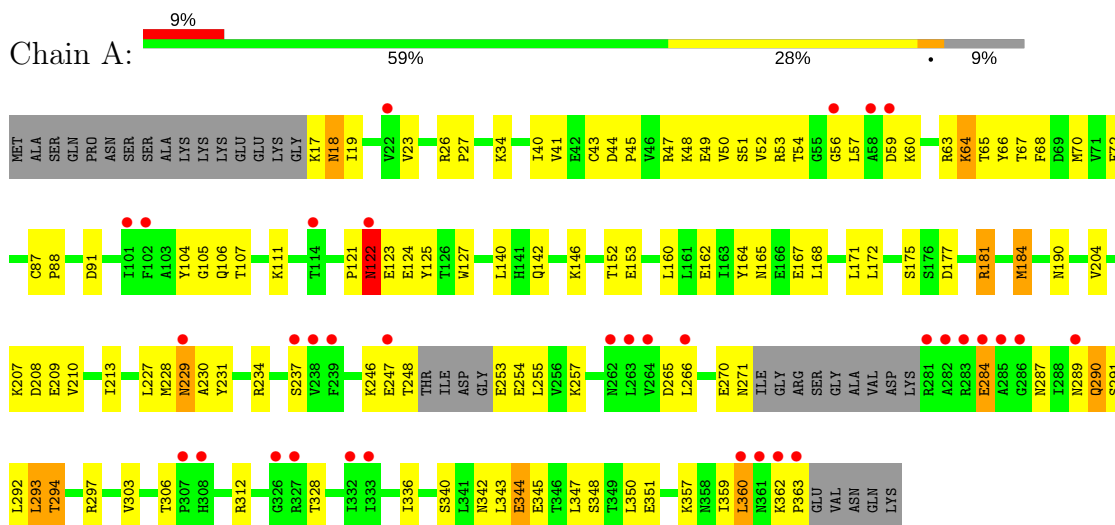 9%
Chain A:
59% 28% • 9%
MET ALA SER GLN PRO ASN SER SER ALA LYS LYS LYS GLU GLU LYS GLY K17 N18 I19 V22 V23 R26 P27 K34 I40 V41 E42 C43 D44 P45 V46 R47 K48 E49 V50 S51 V52 R53 T54 G55 G56 L57 A58 D59 K60 R63 K64 T65 Y66 T67 F68 D69 M70 V71 F72
C87 P88 D91 I101 F102 A103 Y104 G105 Q106 T107 K111 T114 P121 N122 E123 E124 Y125 T126 W127 L140 H141 Q142 K146 T152 E153 L160 L161 E162 I163 Y164 N165 E166 E167 L168 L171 L172 S175 S176 D177 R181 M184 N190 V204
K207 D208 E209 V210 I213 L227 M228 N229 A230 Y231 R234 S237 V238 F239 K246 E247 T248 THR ILE ASP GLY E253 E254 L255 V256 K257 N262 L263 V264 D265 L266 E270 N271 ILE GLY ARG SER GLY ALA VAL ASP LYS R281 A282 R283 E284 A285 G286 N287 I288 N289 Q290 S291
L292 L293 T294 R297 V303 T306 P307 H308 R312 G326 R327 T328 I332 I333 I336 S340 L341 N342 L343 E344 E345 T346 L347 S348 T349 L350 E351 K357 N358 I359 L360 N361 K362 P363 GLU VAL ASN GLN LYS